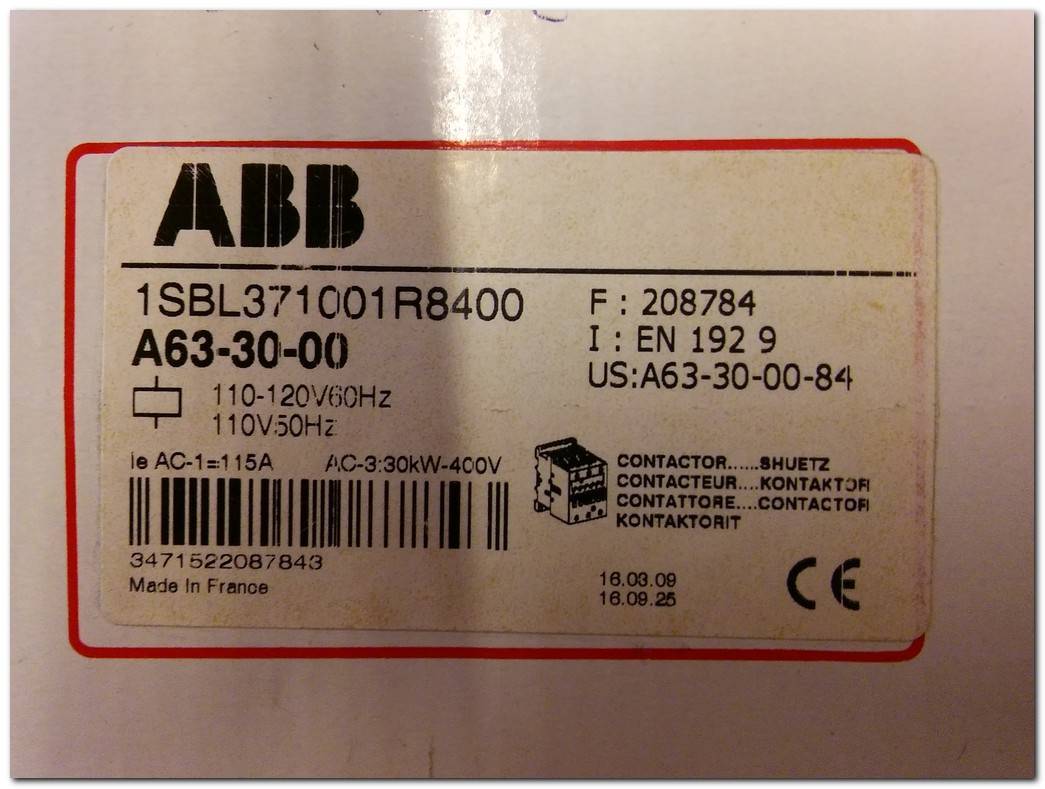 ABB
1SBL371001R8400
A63-30-00
110-120V60Hz
110V50Hz
Ie AC-1=115A AC-3:30kW-400V
3471522087843
Made In France
F : 208784
I : EN 192 9
US:A63-30-00-84
CONTACTOR.....SHUETZ
CONTACTEUR....KONTAKTOR
CONTATTORE....CONTACTOR
KONTAKTORIT
16.03.09
16.09.25
CE